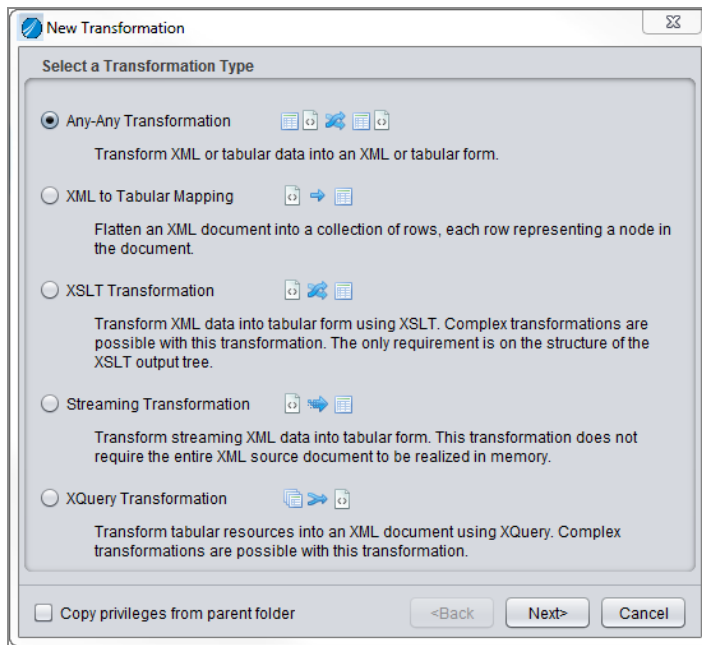 New Transformation
Select a Transformation Type
Any-Any Transformation
Transform XML or tabular data into an XML or tabular form.
XML to Tabular Mapping
Flatten an XML document into a collection of rows, each row representing a node in
the document.
XSLT Transformation
Transform XML data into tabular form using XSLT. Complex transformations are
possible with this transformation. The only requirement is on the structure of the
XSLT output tree.
Streaming Transformation
Transform streaming XML data into tabular form. This transformation does not
require the entire XML source document to be realized in memory.
XQuery Transformation
Transform tabular resources into an XML document using XQuery. Complex
transformations are possible with this transformation.
Copy privileges from parent folder
<Back
Next>
Cancel